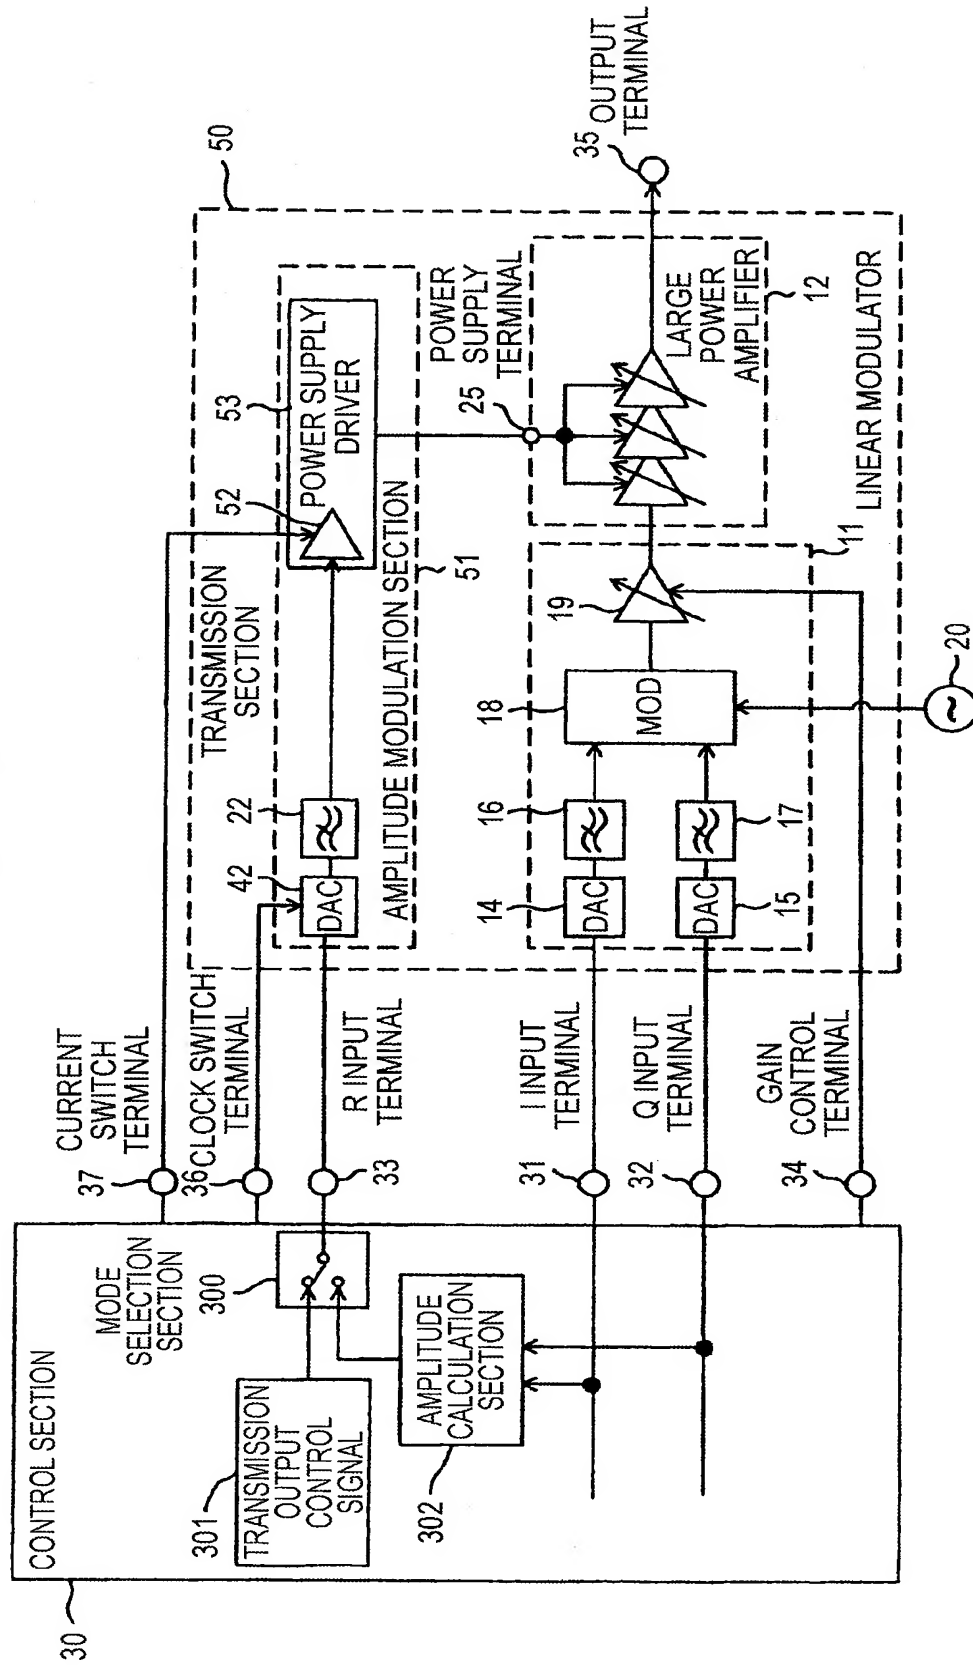 30
CONTROL SECTION
301
TRANSMISSION
OUTPUT
CONTROL
SIGNAL
MODE
SELECTION
SECTION
300
302
AMPLITUDE
CALCULATION
SECTION
37
CURRENT
SWITCH
TERMINAL
36
CLOCK SWITCH
TERMINAL
33
R INPUT
TERMINAL
31
I INPUT
TERMINAL
32
Q INPUT
TERMINAL
34
GAIN
CONTROL
TERMINAL
50
TRANSMISSION
SECTION
42
DAC
22
52
53
POWER SUPPLY
DRIVER
AMPLITUDE MODULATION SECTION
51
14
DAC
16
15
DAC
17
18
MOD
19
11
LINEAR MODULATOR
20
25
POWER
SUPPLY
TERMINAL
LARGE
POWER
AMPLIFIER
12
35
OUTPUT
TERMINAL